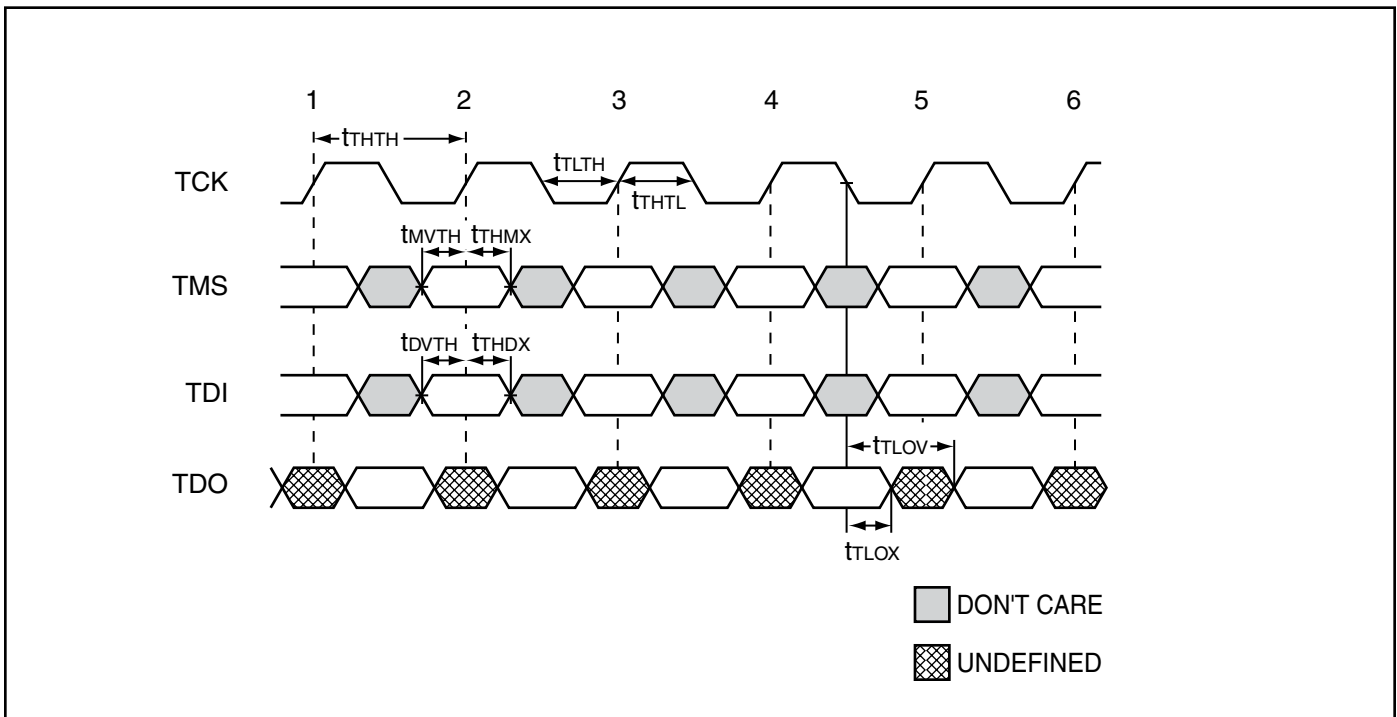 1 2 3 4 5 6
tTHTH
TCK
tTLTH
tTHTL
tMVTH tTHMX
TMS
tDVTH tTHDX
TDI
tTLOV
TDO
tTLOX
DON'T CARE
UNDEFINED